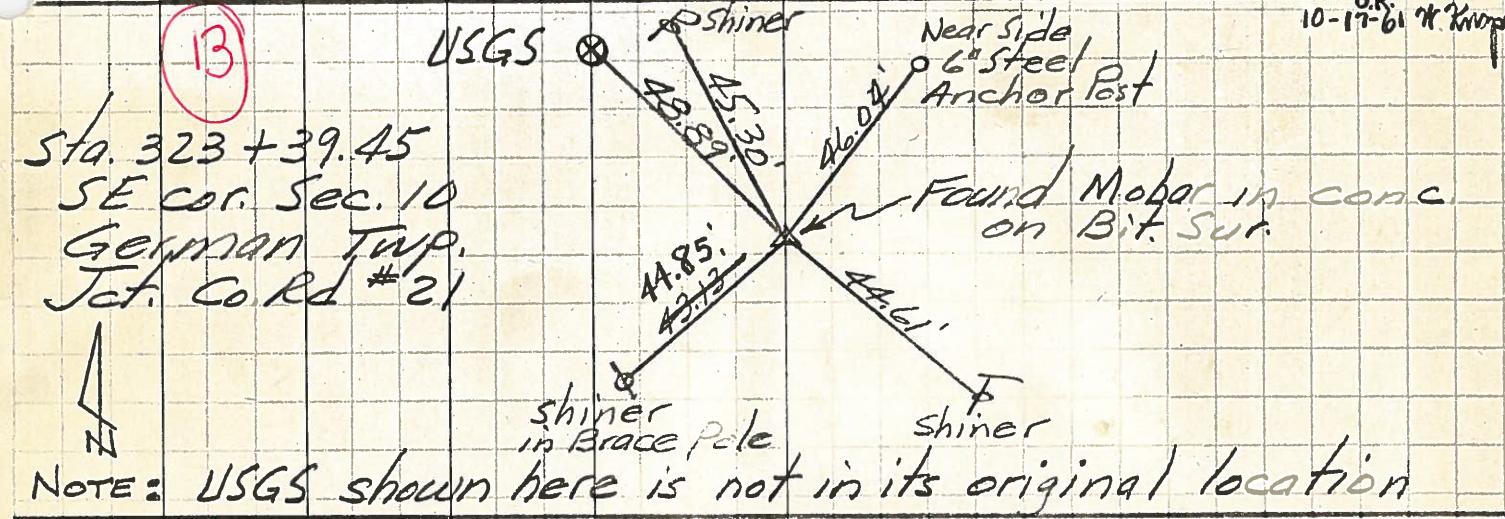 13
O.K.
10-17-61 W. Knop
USGS
Shiner
Near Side
6" Steel
Anchor Post
48.89'
45.30'
46.04'
Sta. 323 + 39.45
SE cor. Sec. 10
German Twp.
Jct. Co Rd #21
Found Mobar in conc.
on Bit. Sur.
44.85'
43.13'
44.61'
N
shiner
in Brace Pole
Shiner
NOTE: USGS shown here is not in its original location